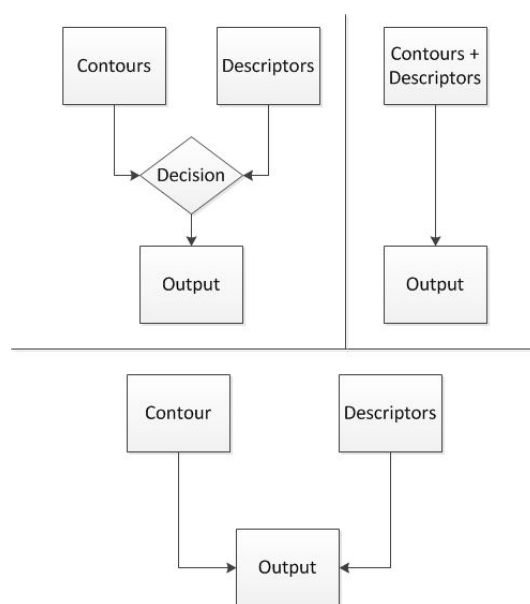 Contours
Descriptors
Decision
Output
Contours +
Descriptors
Output
Contour
Descriptors
Output